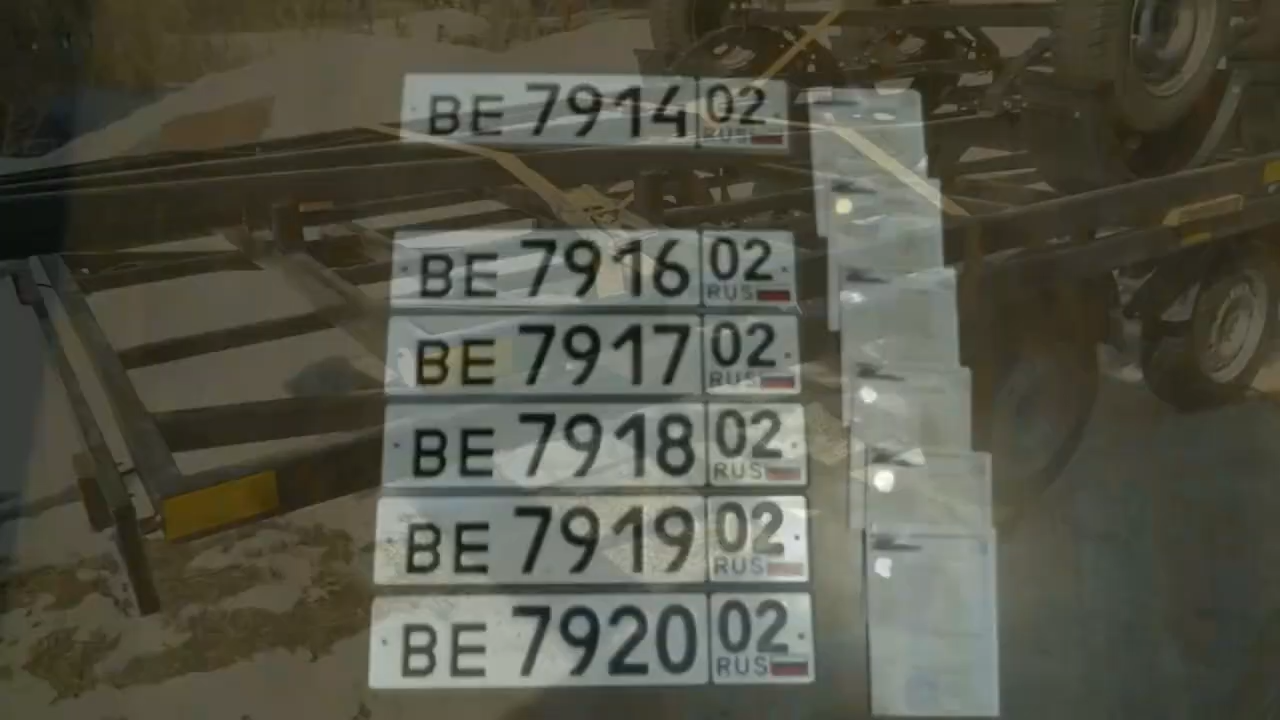 ВЕ 7914 02 RUS
ВЕ 7916 02 RUS
ВЕ 7917 02 RUS
ВЕ 7918 02 RUS
ВЕ 7919 02 RUS
ВЕ 7920 02 RUS